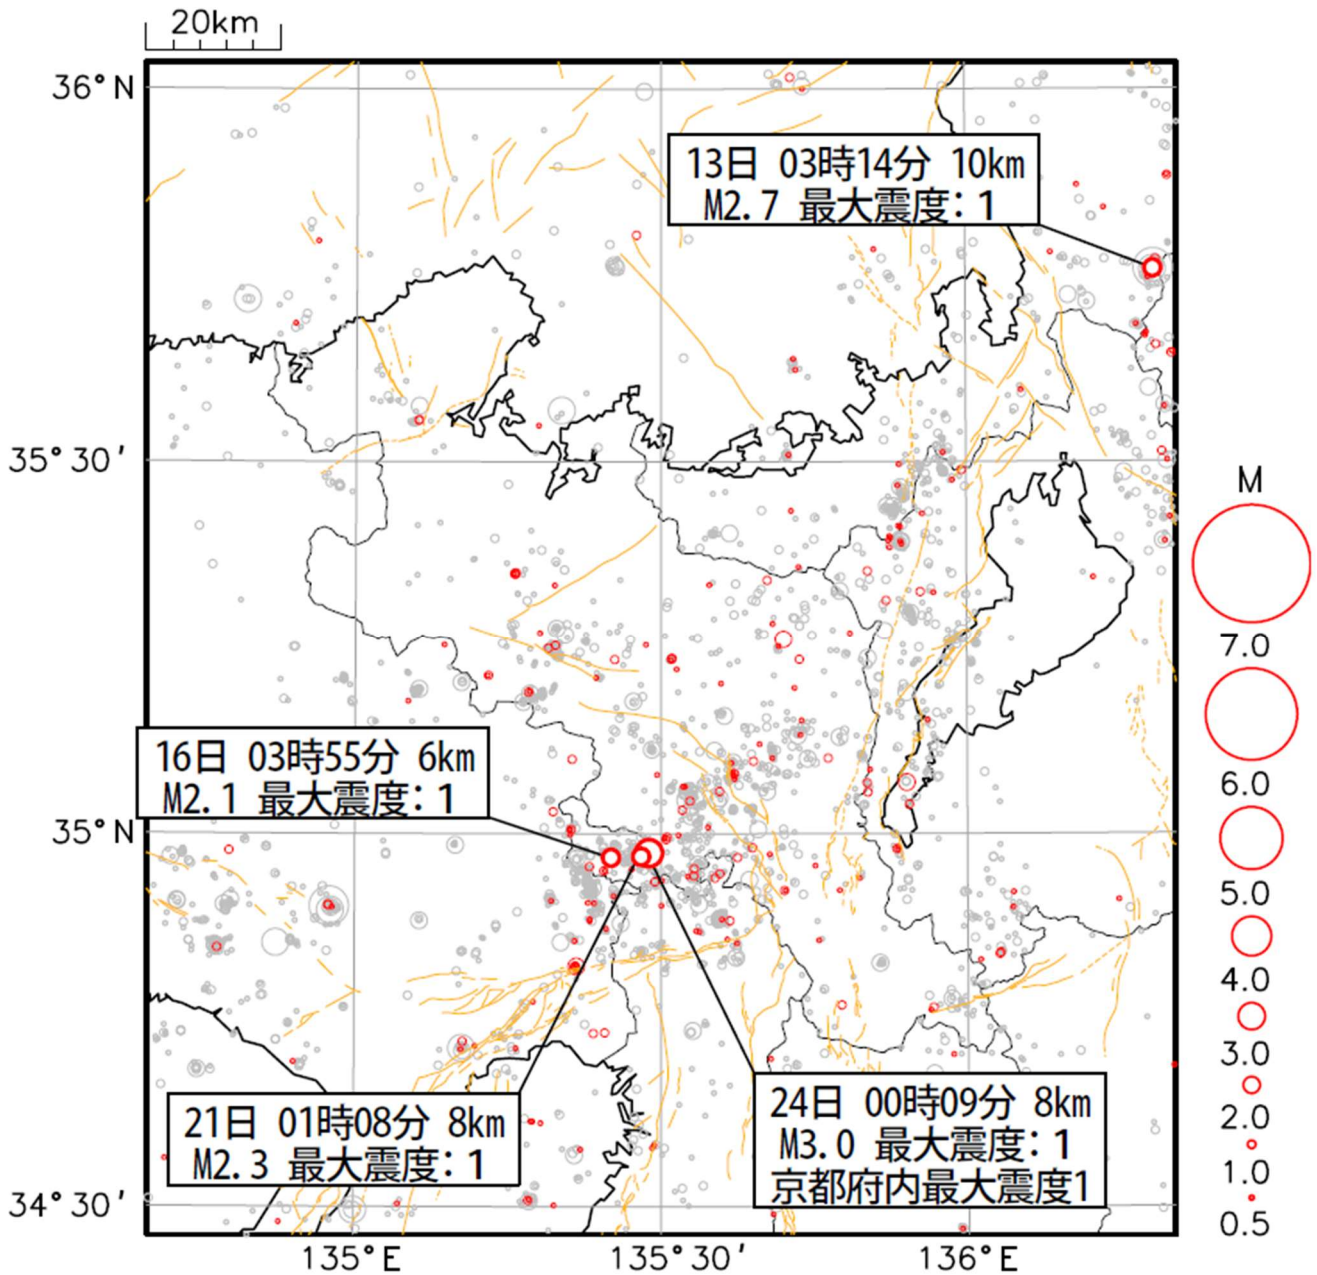 20km
36°N
13日 03時14分 10km
M2.7 最大震度：1
35°30′
M
7.0
6.0
16日 03時55分 6km
M2.1 最大震度：1
35°N
5.0
4.0
3.0
21日 01時08分 8km
M2.3 最大震度：1
24日 00時09分 8km
M3.0 最大震度：1
京都府内最大震度1
2.0
1.0
0.5
34°30′
135°E
135°30′
136°E